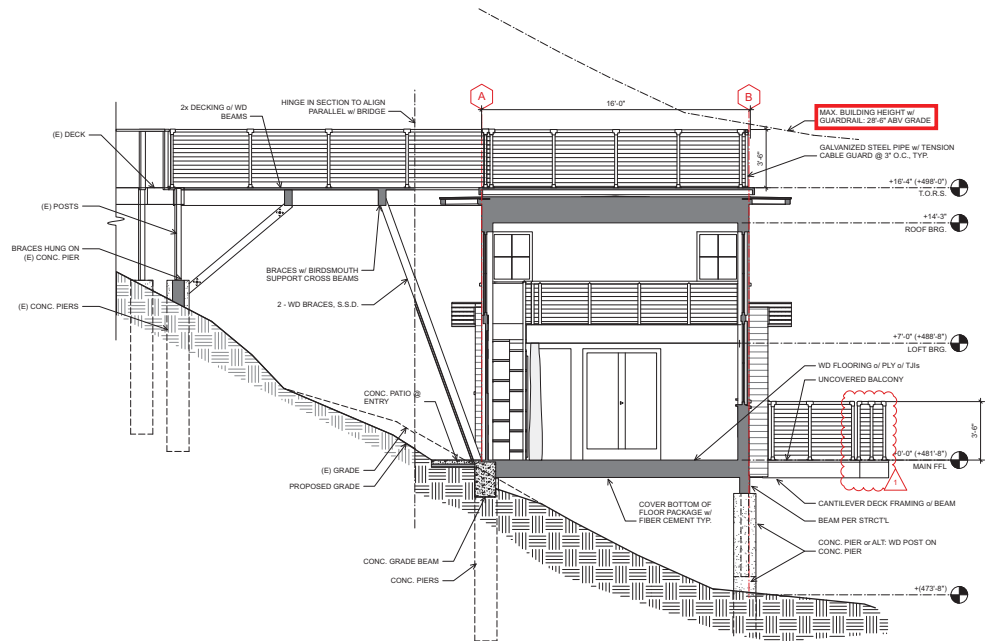 A
B
16'-0"
2x DECKING o/ WD
BEAMS
HINGE IN SECTION TO ALIGN
PARALLEL w/ BRIDGE
MAX. BUILDING HEIGHT w/
GUARDRAIL: 28'-6" ABV GRADE
(E) DECK
GALVANIZED STEEL PIPE w/ TENSION
CABLE GUARD @ 3" O.C., TYP.
3'-6"
+16'-4" (+498'-0")
T.O.R.S.
(E) POSTS
+14'-3"
ROOF BRG.
BRACES HUNG ON
(E) CONC. PIER
BRACES w/ BIRDSMOUTH
SUPPORT CROSS BEAMS
(E) CONC. PIERS
2 - WD BRACES, S.S.D.
+7'-0" (+488'-8")
LOFT BRG.
WD FLOORING o/ PLY o/ TJIs
UNCOVERED BALCONY
CONC. PATIO @
ENTRY
3'-6"
(E) GRADE
+0'-0" (+481'-8")
MAIN FFL
PROPOSED GRADE
1
COVER BOTTOM OF
FLOOR PACKAGE w/
FIBER CEMENT TYP.
CANTILEVER DECK FRAMING o/ BEAM
BEAM PER STRCT'L
CONC. PIER or ALT: WD POST ON
CONC. PIER
CONC. GRADE BEAM
CONC. PIERS
+(473'-8")